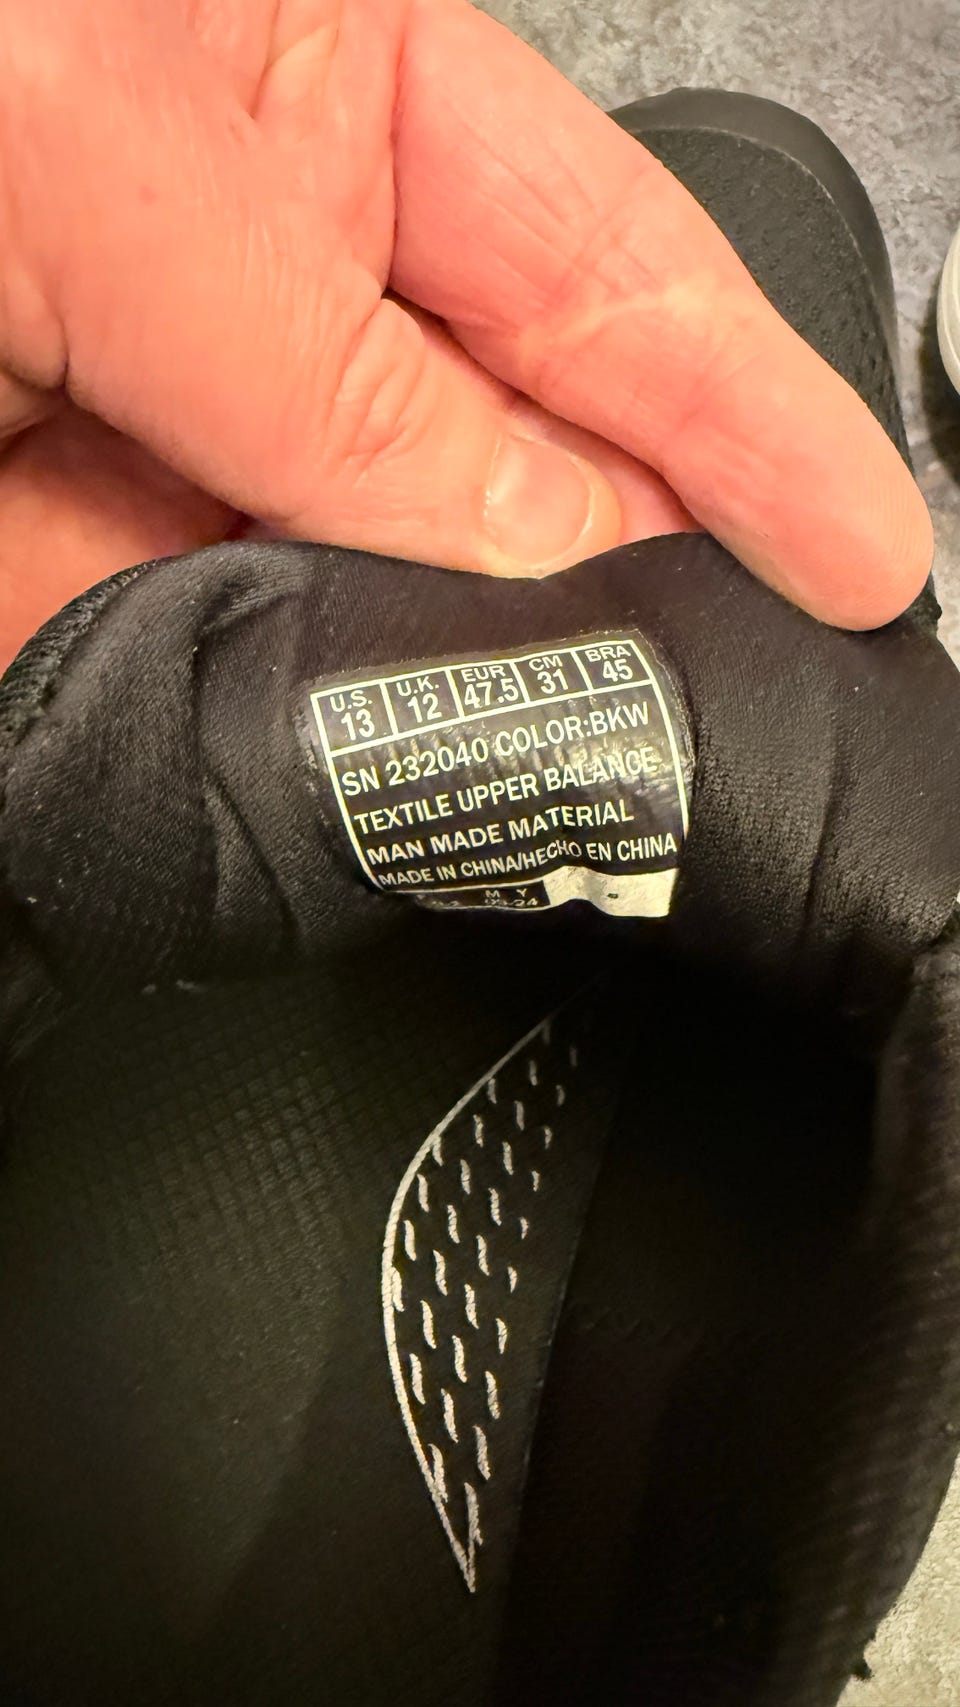 U.S. U.K. EUR CM BRA
13 12 47.5 31 45
SN 232040 COLOR:BKW
TEXTILE UPPER BALANCE
MAN MADE MATERIAL
MADE IN CHINA/HECHO EN CHINA
M Y